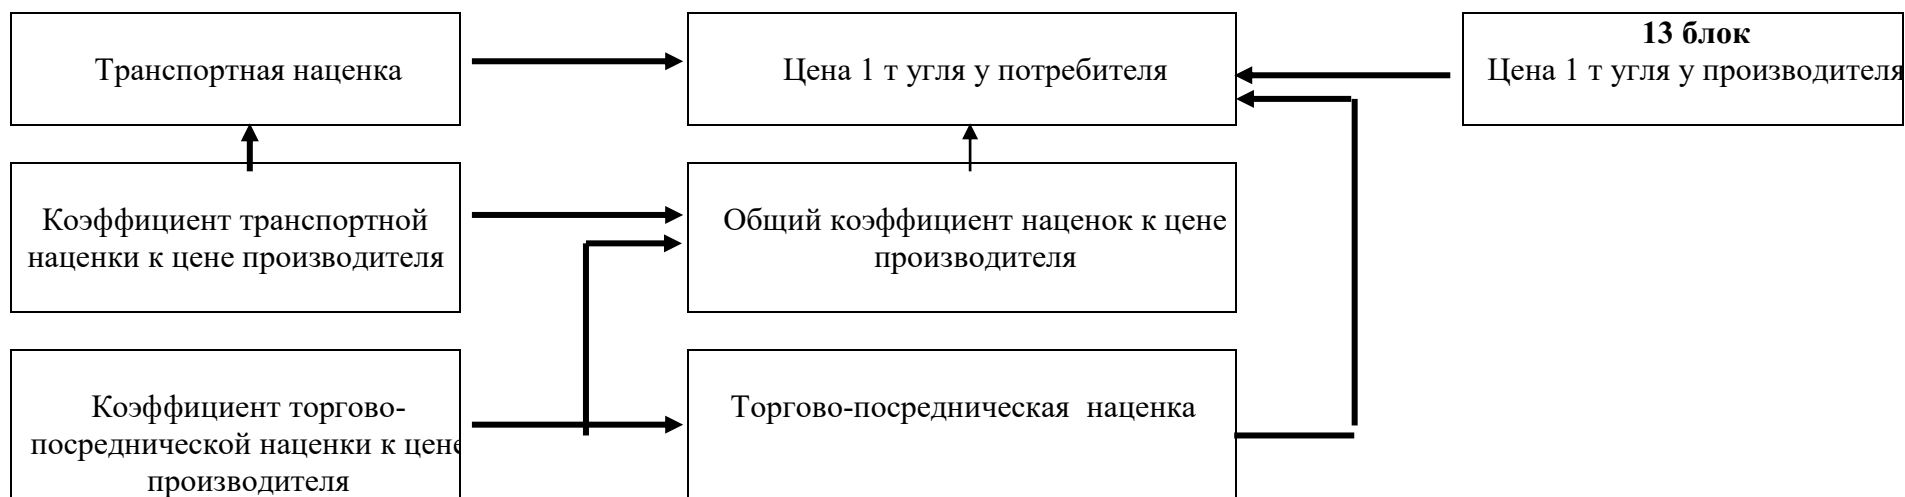 Транспортная наценка
Цена 1 т угля у потребителя
13 блок
Цена 1 т угля у производителя
Коэффициент транспортной
наценки к цене производителя
Общий коэффициент наценок к цене
производителя
Коэффициент торгово-
посреднической наценки к цене
производителя
Торгово-посредническая  наценка